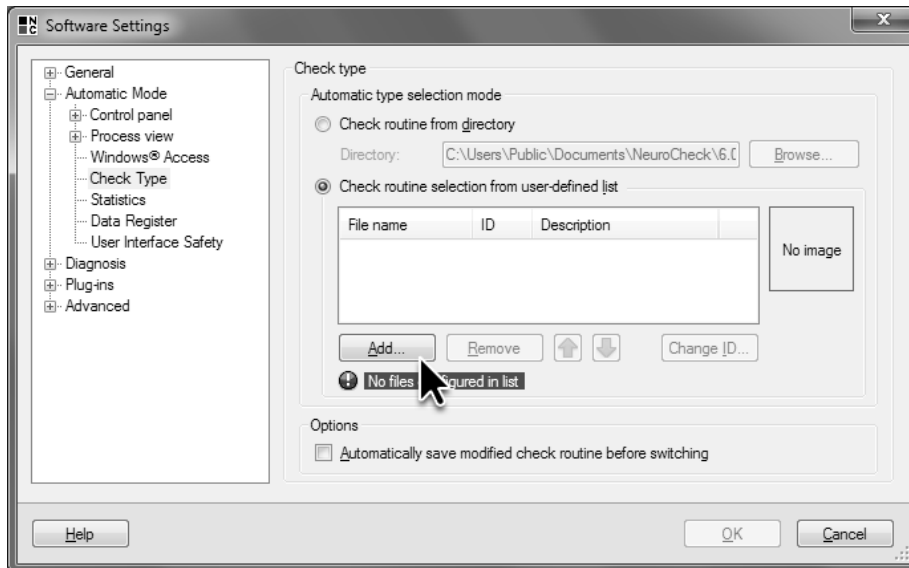 NC Software Settings X
General
Automatic Mode
Control panel
Process view
Windows® Access
Check Type
Statistics
Data Register
User Interface Safety
Diagnosis
Plug-ins
Advanced
Check type
Automatic type selection mode
Check routine from directory
Directory: C:\Users\Public\Documents\NeuroCheck\6.0 Browse...
Check routine selection from user-defined list
File name ID Description
No image
Add... Remove Change ID...
No files configured in list
Options
Automatically save modified check routine before switching
Help OK Cancel